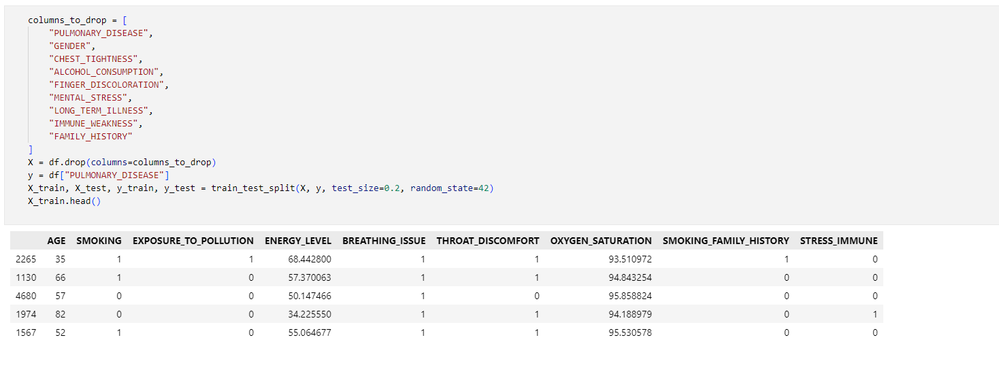 columns_to_drop = [
"PULMONARY_DISEASE",
"GENDER",
"CHEST_TIGHTNESS",
"ALCOHOL_CONSUMPTION",
"FINGER_DISCOLORATION",
"MENTAL_STRESS",
"LONG_TERM_ILLNESS",
"IMMUNE_WEAKNESS",
"FAMILY_HISTORY"
]
X = df.drop(columns=columns_to_drop)
y = df["PULMONARY_DISEASE"]
X_train, X_test, y_train, y_test = train_test_split(X, y, test_size=0.2, random_state=42)
X_train.head()
AGE SMOKING EXPOSURE_TO_POLLUTION ENERGY_LEVEL BREATHING_ISSUE THROAT_DISCOMFORT OXYGEN_SATURATION SMOKING_FAMILY_HISTORY STRESS_IMMUNE
2265 35 1 1 68.442800 1 1 93.510972 1 0
1130 66 1 0 57.370063 1 1 94.843254 0 0
4680 57 0 0 50.147466 1 0 95.858824 0 0
1974 82 0 0 34.225550 1 1 94.188979 0 1
1567 52 1 0 55.064677 1 1 95.530578 0 0